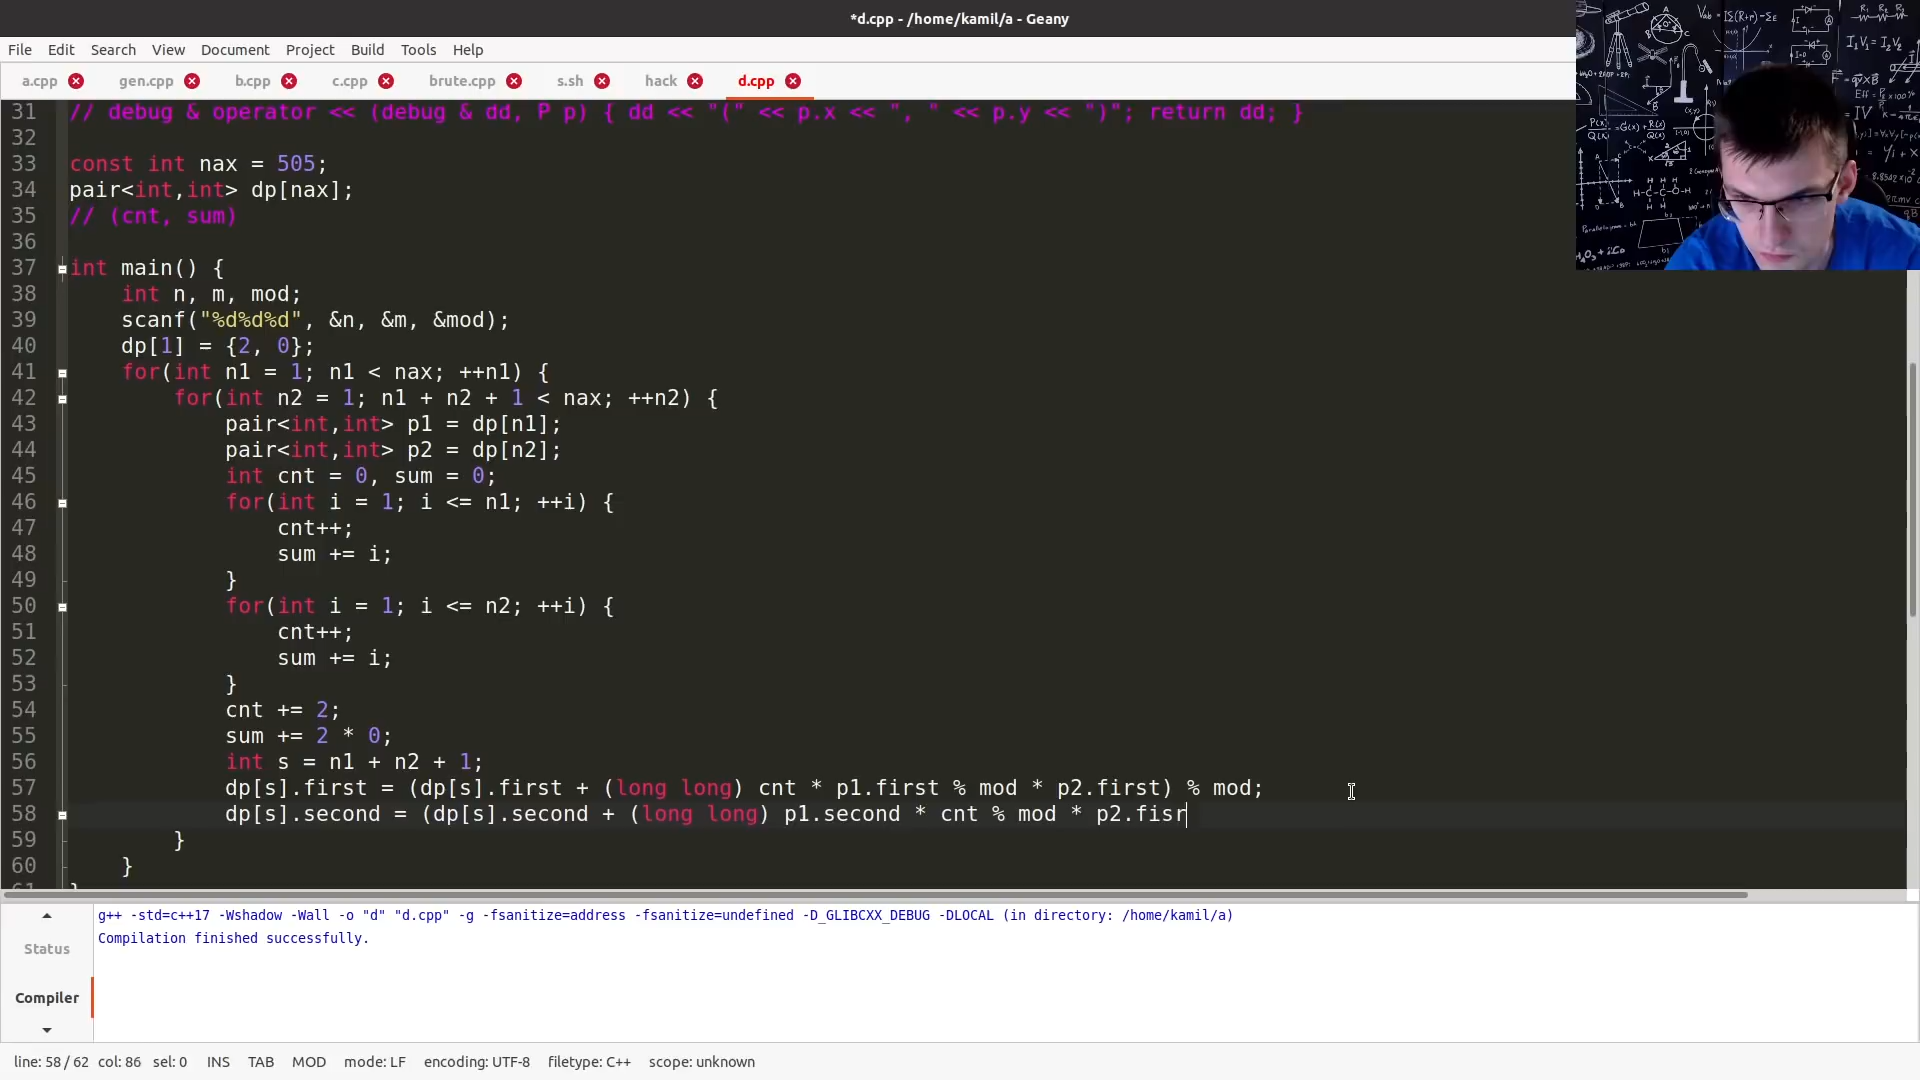 *d.cpp - /home/kamil/a - Geany
File Edit Search View Document Project Build Tools Help
a.cpp gen.cpp b.cpp c.cpp brute.cpp s.sh hack d.cpp
31 // debug & operator << (debug & dd, P p) { dd << "(" << p.x << ", " << p.y << ")"; return dd; }
32
33 const int nax = 505;
34 pair<int,int> dp[nax];
35 // (cnt, sum)
36
37 int main() {
38 int n, m, mod;
39 scanf("%d%d%d", &n, &m, &mod);
40 dp[1] = {2, 0};
41 for(int n1 = 1; n1 < nax; ++n1) {
42 for(int n2 = 1; n1 + n2 + 1 < nax; ++n2) {
43 pair<int,int> p1 = dp[n1];
44 pair<int,int> p2 = dp[n2];
45 int cnt = 0, sum = 0;
46 for(int i = 1; i <= n1; ++i) {
47 cnt++;
48 sum += i;
49 }
50 for(int i = 1; i <= n2; ++i) {
51 cnt++;
52 sum += i;
53 }
54 cnt += 2;
55 sum += 2 * 0;
56 int s = n1 + n2 + 1;
57 dp[s].first = (dp[s].first + (long long) cnt * p1.first % mod * p2.first) % mod;
58 dp[s].second = (dp[s].second + (long long) p1.second * cnt % mod * p2.fisr
59 }
60 }
61 }
g++ -std=c++17 -Wshadow -Wall -o "d" "d.cpp" -g -fsanitize=address -fsanitize=undefined -D_GLIBCXX_DEBUG -DLOCAL (in directory: /home/kamil/a)
Compilation finished successfully.
Status
Compiler
line: 58 / 62 col: 86 sel: 0 INS TAB MOD mode: LF encoding: UTF-8 filetype: C++ scope: unknown